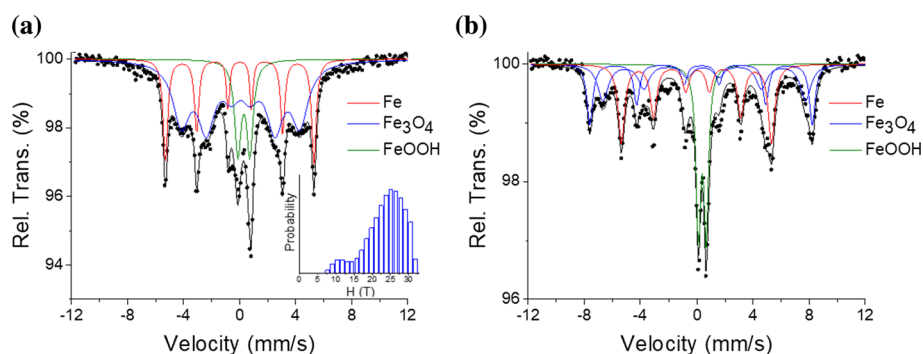 (a)
100
98
96
94
Rel. Trans. (%)
Fe
Fe₃O₄
FeOOH
Probability
0 5 10 15 20 25 30
H (T)
-12 -8 -4 0 4 8 12
Velocity (mm/s)
(b)
100
98
96
Rel. Trans. (%)
Fe
Fe₃O₄
FeOOH
-12 -8 -4 0 4 8 12
Velocity (mm/s)